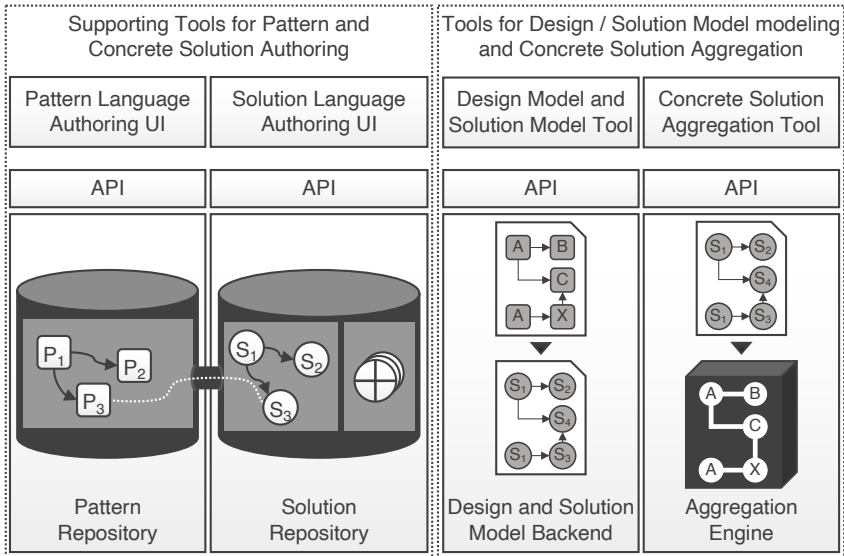 Supporting Tools for Pattern and
Concrete Solution Authoring
Tools for Design / Solution Model modeling
and Concrete Solution Aggregation
Pattern Language
Authoring UI
Solution Language
Authoring UI
Design Model and
Solution Model Tool
Concrete Solution
Aggregation Tool
API
API
API
API
P1
P2
P3
S1
S2
S3
A
B
C
A
X
S1
S2
S4
S1
S3
S1
S2
S4
S1
S3
A
B
C
A
X
Pattern
Repository
Solution
Repository
Design and Solution
Model Backend
Aggregation
Engine